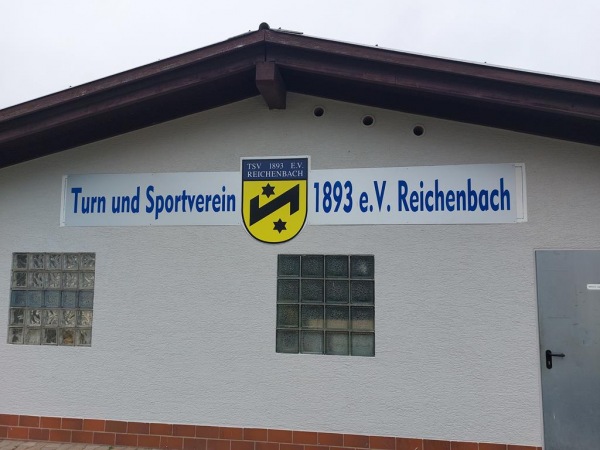 TSV 1893 E.V.
REICHENBACH
Turn und Sportverein 1893 e.V. Reichenbach